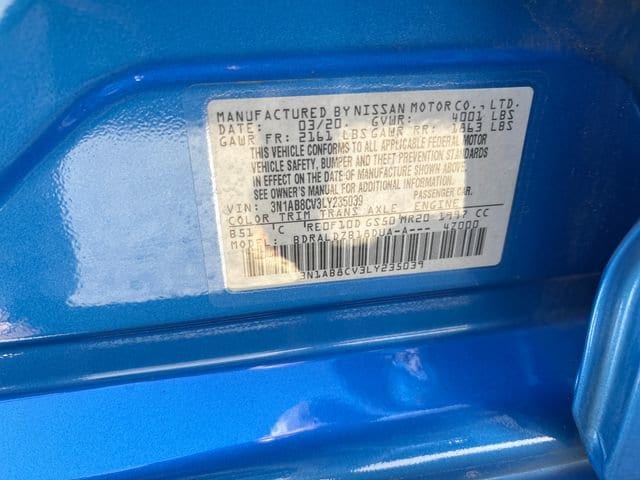 MANUFACTURED BY NISSAN MOTOR CO., LTD.
DATE: 03/20. GVWR: 4001 LBS
GAWR FR: 2161 LBS GAWR RR: 1863 LBS
THIS VEHICLE CONFORMS TO ALL APPLICABLE FEDERAL MOTOR
VEHICLE SAFETY, BUMPER AND THEFT PREVENTION STANDARDS
IN EFFECT ON THE DATE OF MANUFACTURE SHOWN ABOVE.
SEE OWNER'S MANUAL FOR ADDITIONAL INFORMATION.
VIN: 3N1AB8CV3LY235039 PASSENGER CAR.
COLOR TRIM TRANS AXLE ENGINE
B51 C RE0F10D GS50 MR20 1997 CC
MODEL: BDRALDZB18DUA-A--- 4Z000
3N1AB8CV3LY235039